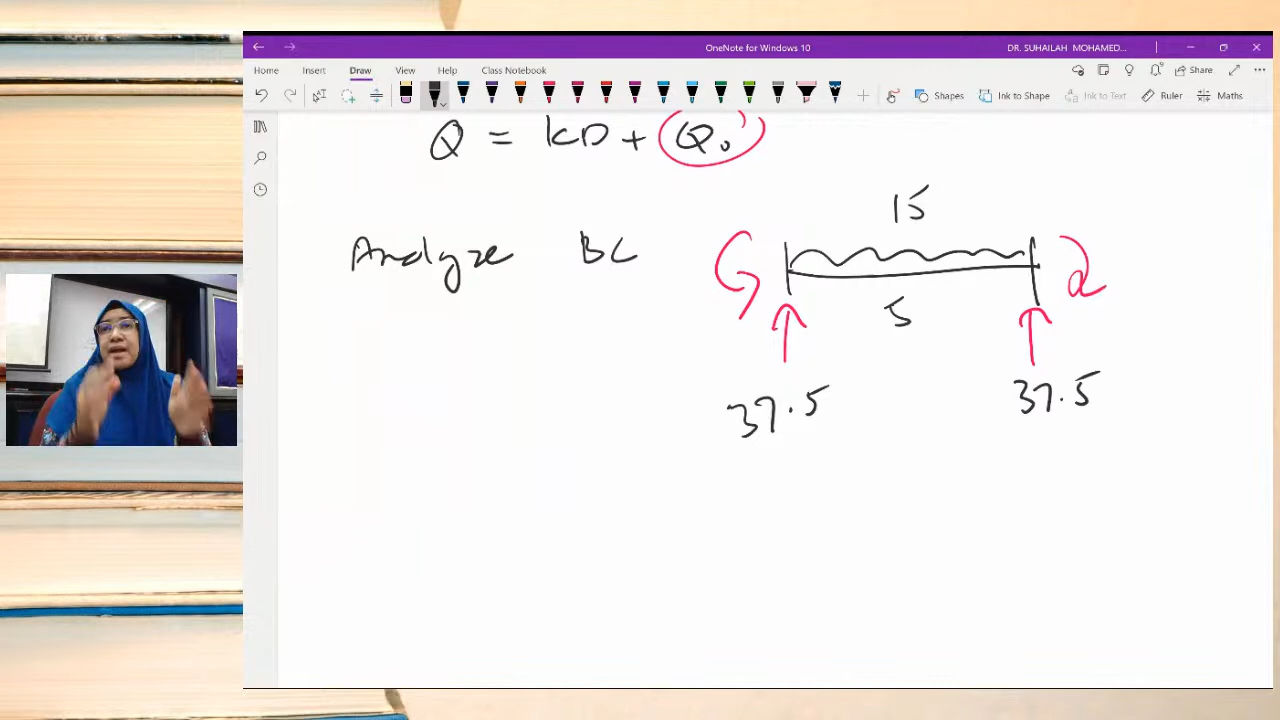 OneNote for Windows 10
DR. SUHAILAH MOHAMED...
Home Insert Draw View Help Class Notebook
Share
Shapes Ink to Shape Ink to Text Ruler Maths
Q = kD + Q₀
15
Analyze BC
5
37.5 37.5